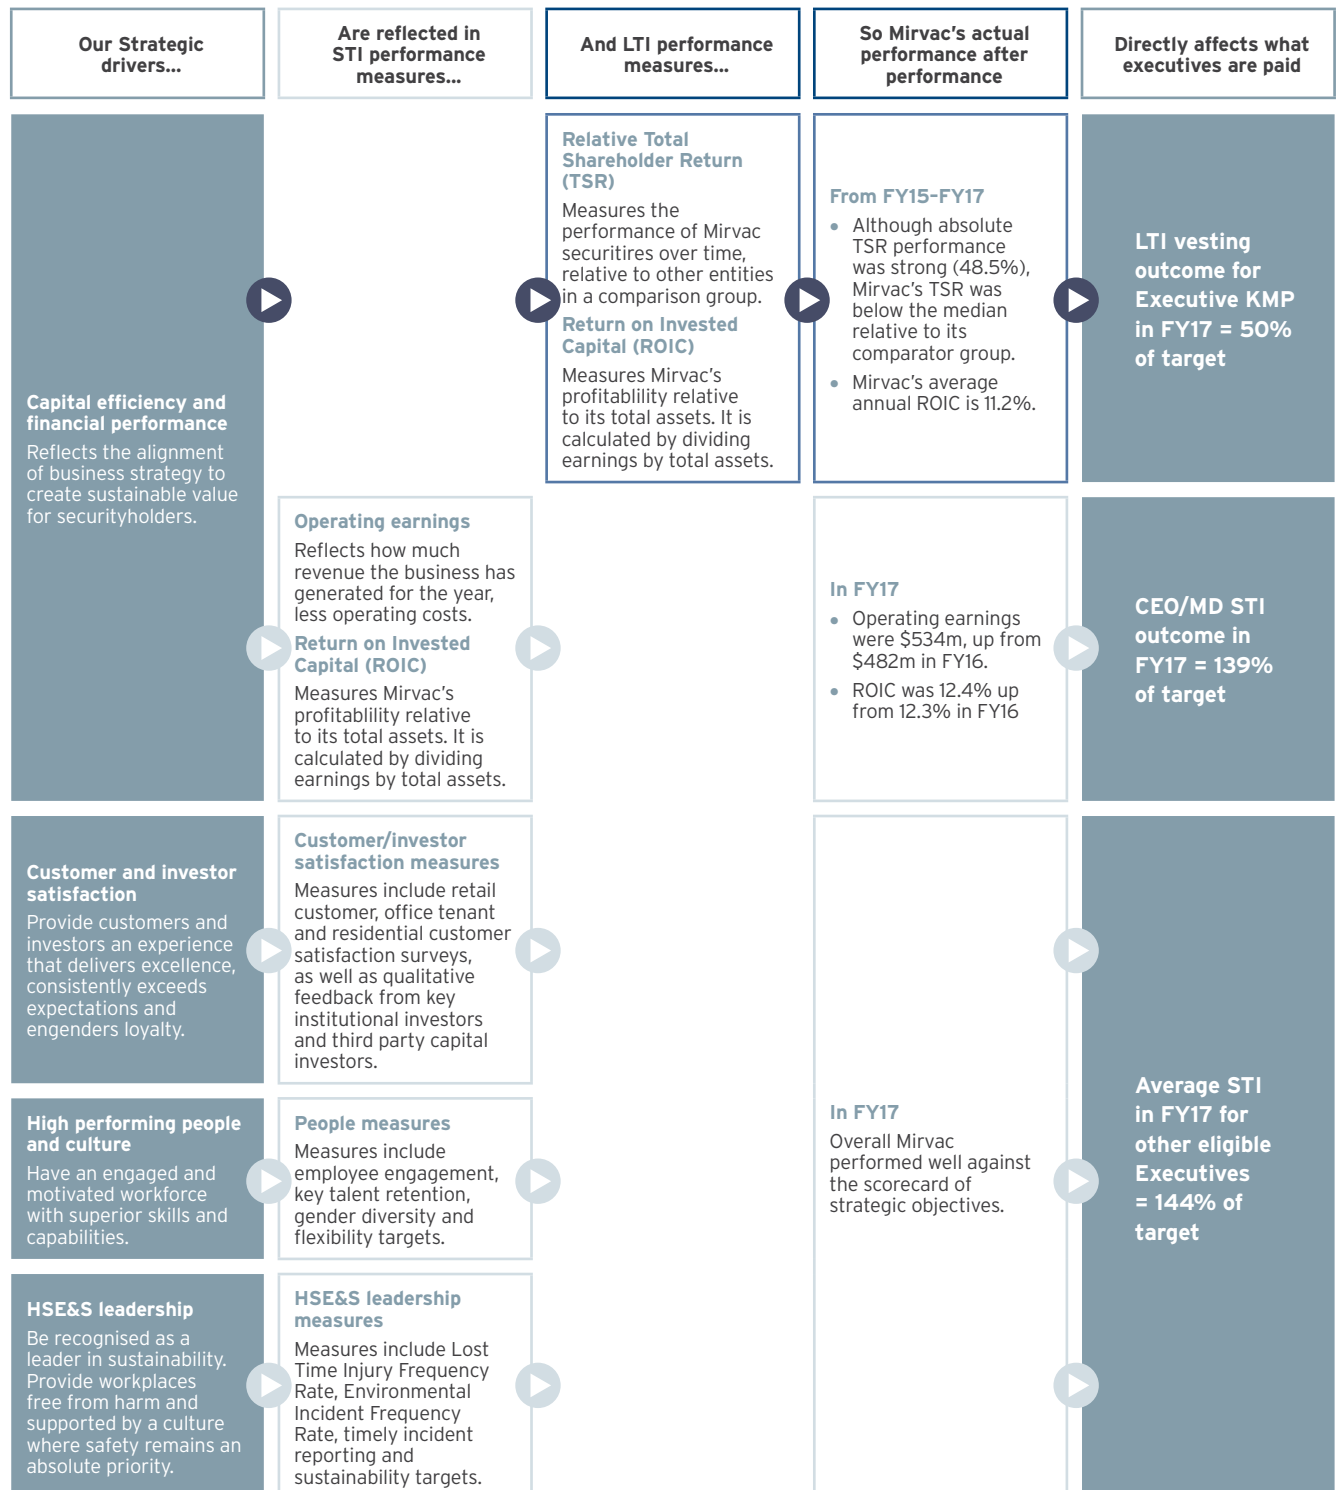 Our Strategic
drivers...
Are reflected in
STI performance
measures...
And LTI performance
measures...
So Mirvac's actual
performance after
performance
Directly affects what
executives are paid
Capital efficiency and
financial performance
Reflects the alignment
of business strategy to
create sustainable value
for securityholders.
Relative Total
Shareholder Return
(TSR)
Measures the
performance of Mirvac
securitires over time,
relative to other entities
in a comparison group.
Return on Invested
Capital (ROIC)
Measures Mirvac's
profitablility relative
to its total assets. It is
calculated by dividing
earnings by total assets.
From FY15–FY17
• Although absolute
TSR performance
was strong (48.5%),
Mirvac's TSR was
below the median
relative to its
comparator group.
• Mirvac's average
annual ROIC is 11.2%.
LTI vesting
outcome for
Executive KMP
in FY17 = 50%
of target
Operating earnings
Reflects how much
revenue the business has
generated for the year,
less operating costs.
Return on Invested
Capital (ROIC)
Measures Mirvac's
profitablility relative
to its total assets. It is
calculated by dividing
earnings by total assets.
In FY17
• Operating earnings
were $534m, up from
$482m in FY16.
• ROIC was 12.4% up
from 12.3% in FY16
CEO/MD STI
outcome in
FY17 = 139%
of target
Customer and investor
satisfaction
Provide customers and
investors an experience
that delivers excellence,
consistently exceeds
expectations and
engenders loyalty.
Customer/investor
satisfaction measures
Measures include retail
customer, office tenant
and residential customer
satisfaction surveys,
as well as qualitative
feedback from key
institutional investors
and third party capital
investors.
High performing people
and culture
Have an engaged and
motivated workforce
with superior skills and
capabilities.
People measures
Measures include
employee engagement,
key talent retention,
gender diversity and
flexibility targets.
In FY17
Overall Mirvac
performed well against
the scorecard of
strategic objectives.
Average STI
in FY17 for
other eligible
Executives
= 144% of
target
HSE&S leadership
Be recognised as a
leader in sustainability.
Provide workplaces
free from harm and
supported by a culture
where safety remains an
absolute priority.
HSE&S leadership
measures
Measures include Lost
Time Injury Frequency
Rate, Environmental
Incident Frequency
Rate, timely incident
reporting and
sustainability targets.